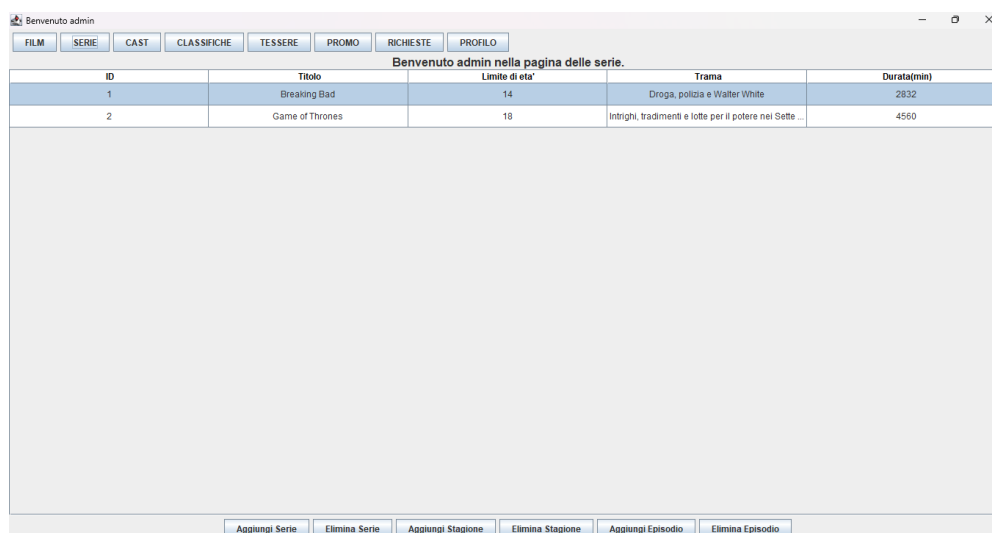 Benvenuto admin
FILM SERIE CAST CLASSIFICHE TESSERE PROMO RICHIESTE PROFILO
Benvenuto admin nella pagina delle serie.
ID Titolo Limite di eta' Trama Durata(min)
1 Breaking Bad 14 Droga, polizia e Walter White 2832
2 Game of Thrones 18 Intrighi, tradimenti e lotte per il potere nei Sette ... 4560
Aggiungi Serie Elimina Serie Aggiungi Stagione Elimina Stagione Aggiungi Episodio Elimina Episodio